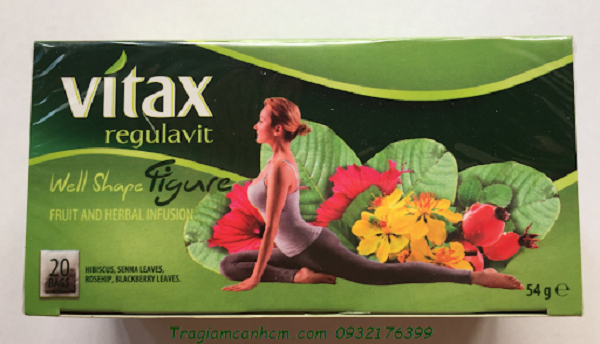 vitax
regulavit
Well Shape Figure
FRUIT AND HERBAL INFUSION
20
BAGS
HIBISCUS, SENNA LEAVES,
ROSEHIP, BLACKBERRY LEAVES.
54 g e
Tragiamcanhcm.com 0932176399